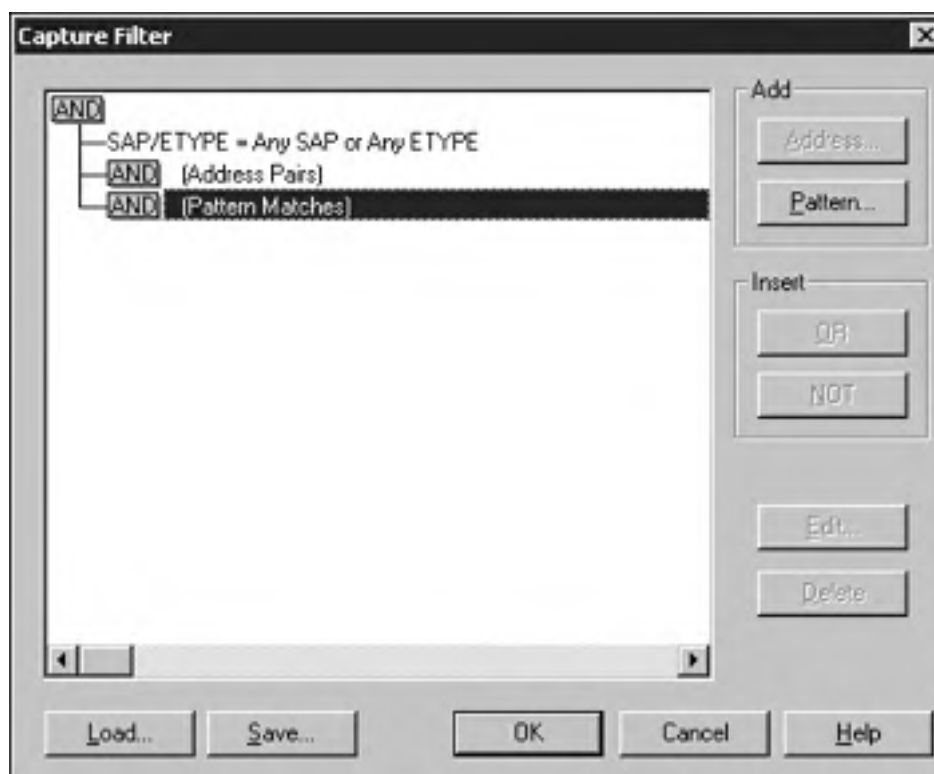 Capture Filter
AND
SAP/ETYPE = Any SAP or Any ETYPE
AND (Address Pairs)
AND (Pattern Matches)
Add
Address...
Pattern...
Insert
OR
NOT
Edit...
Delete
Load...
Save...
OK
Cancel
Help